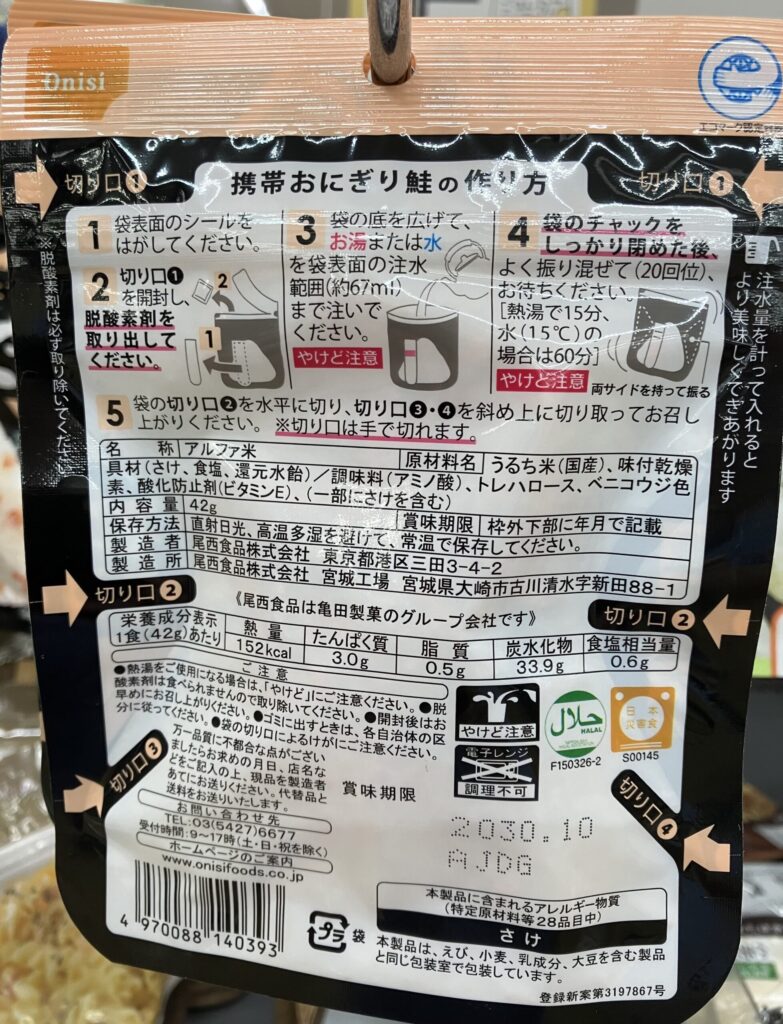 Onisi
エコマーク認定
切り口①
携帯おにぎり鮭の作り方
切り口①
1 袋表面のシールを
はがしてください。
2 切り口❶
を開封し、
脱酸素剤を
取り出して
ください。
2
1
3 袋の底を広げて、
お湯または水
を袋表面の注水
範囲(約67ml)
まで注いで
ください。
やけど注意
4 袋のチャックを
しっかり閉めた後、
よく振り混ぜて(20回位)、
お待ちください。
[熱湯で15分、
水(15℃)の
場合は60分]
やけど注意
両サイドを持って振る
※脱酸素剤は必ず取り除いてください。
注水量を計って入れると
より美味しくできあがります
5 袋の切り口❷を水平に切り、切り口❸・❹を斜め上に切り取ってお召し
上がりください。※切り口は手で切れます。
名称 アルファ米 原材料名 うるち米(国産)、味付乾燥
具材(さけ、食塩、還元水飴)/調味料(アミノ酸)、トレハロース、ベニコウジ色
素、酸化防止剤(ビタミンE)、(一部にさけを含む)
内容量 42g 賞味期限 枠外下部に年月で記載
保存方法 直射日光、高温多湿を避けて、常温で保存してください。
製造者 尾西食品株式会社 東京都港区三田3-4-2
製造所 尾西食品株式会社 宮城工場 宮城県大崎市古川清水字新田88-1
切り口②
《尾西食品は亀田製菓のグループ会社です》
切り口②
栄養成分表示 熱量 たんぱく質 脂質 炭水化物 食塩相当量
1食(42g)あたり 152kcal 3.0g 0.5g 33.9g 0.6g
ご注意
●熱湯をご使用になる場合は、「やけど」にご注意ください。●脱
酸素剤は食べられませんので取り除いてください。●開封後はお
早めにお召し上がりください。●ゴミに出すときは、各自治体の区
分に従ってください。●袋の切り口によるけがにご注意ください。
やけど注意
電子レンジ
調理不可
حلال
HALAL
F150326-2
日本
災害食
S00145
切り口③
万一品質に不都合な点がござい
ましたらお求めの月日、店名な
どをご記入の上、現品を製造者
あてにお送りください。代替品と
送料をお送りいたします。
お問い合わせ先
TEL:03(5427)6677
受付時間:9〜17時(土・日・祝を除く)
ホームページのご案内
www.onisifoods.co.jp
賞味期限
2030.10
AJDG
切り口④
4 970088 140393
プラ 袋
本製品に含まれるアレルギー物質
(特定原材料等28品目中)
さけ
本製品は、えび、小麦、乳成分、大豆を含む製品
と同じ包装室で包装しています。
登録新案第3197867号